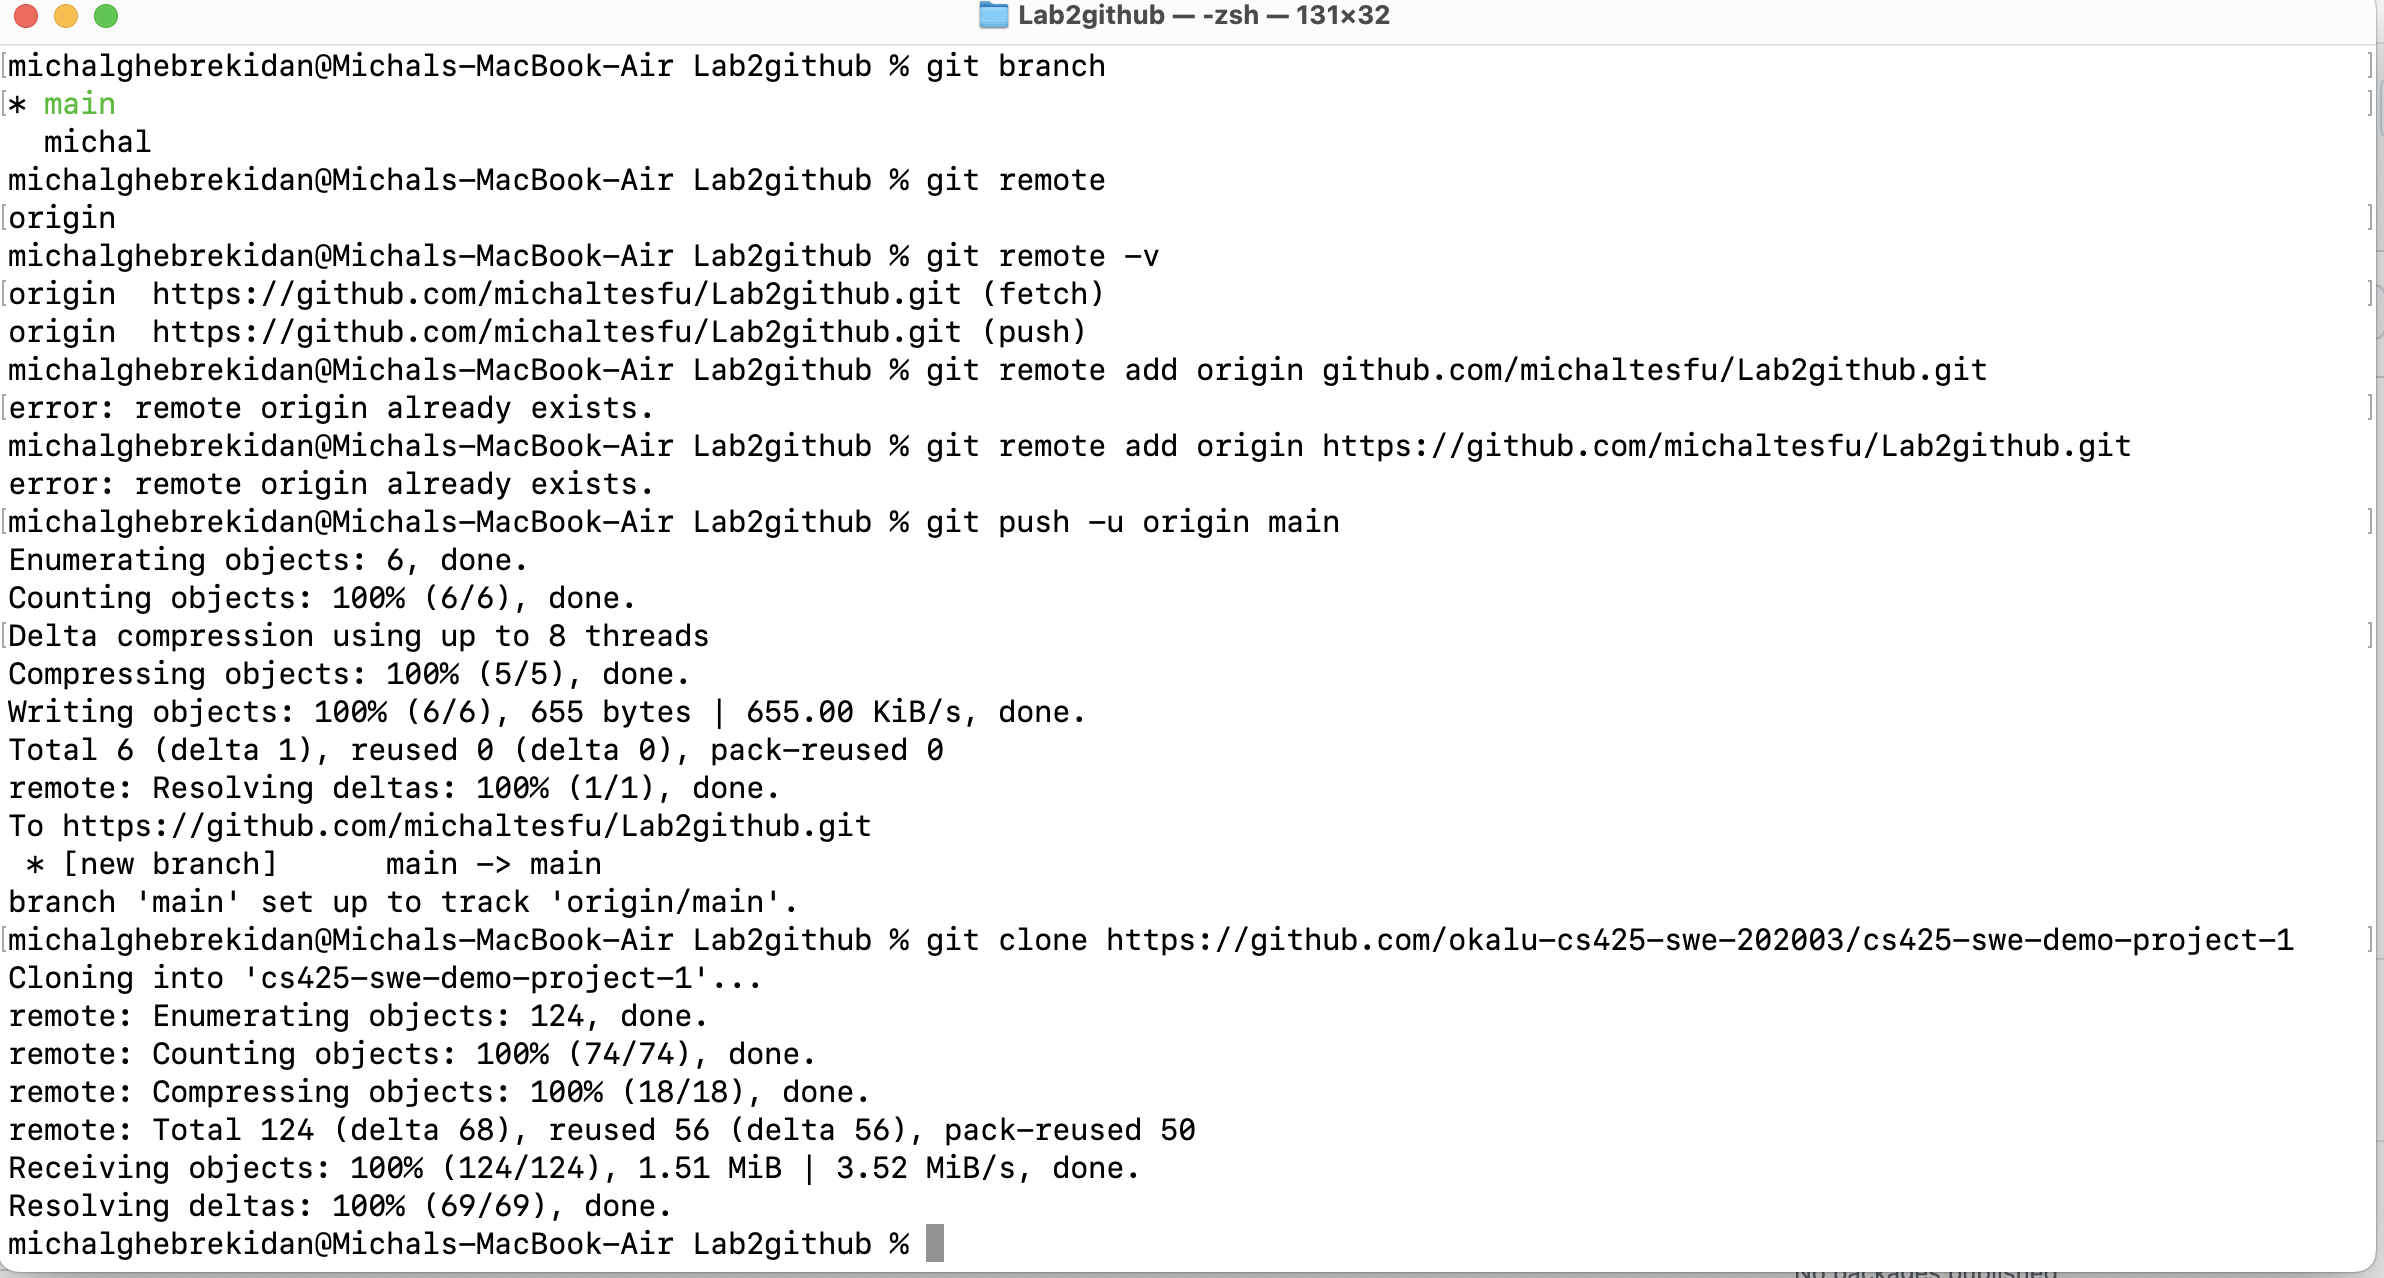 Lab2github — -zsh — 131×32
michalghebrekidan@Michals-MacBook-Air Lab2github % git branch
* main
  michal
michalghebrekidan@Michals-MacBook-Air Lab2github % git remote
origin
michalghebrekidan@Michals-MacBook-Air Lab2github % git remote -v
origin  https://github.com/michaltesfu/Lab2github.git (fetch)
origin  https://github.com/michaltesfu/Lab2github.git (push)
michalghebrekidan@Michals-MacBook-Air Lab2github % git remote add origin github.com/michaltesfu/Lab2github.git
error: remote origin already exists.
michalghebrekidan@Michals-MacBook-Air Lab2github % git remote add origin https://github.com/michaltesfu/Lab2github.git
error: remote origin already exists.
michalghebrekidan@Michals-MacBook-Air Lab2github % git push -u origin main
Enumerating objects: 6, done.
Counting objects: 100% (6/6), done.
Delta compression using up to 8 threads
Compressing objects: 100% (5/5), done.
Writing objects: 100% (6/6), 655 bytes | 655.00 KiB/s, done.
Total 6 (delta 1), reused 0 (delta 0), pack-reused 0
remote: Resolving deltas: 100% (1/1), done.
To https://github.com/michaltesfu/Lab2github.git
 * [new branch]      main -> main
branch 'main' set up to track 'origin/main'.
michalghebrekidan@Michals-MacBook-Air Lab2github % git clone https://github.com/okalu-cs425-swe-202003/cs425-swe-demo-project-1
Cloning into 'cs425-swe-demo-project-1'...
remote: Enumerating objects: 124, done.
remote: Counting objects: 100% (74/74), done.
remote: Compressing objects: 100% (18/18), done.
remote: Total 124 (delta 68), reused 56 (delta 56), pack-reused 50
Receiving objects: 100% (124/124), 1.51 MiB | 3.52 MiB/s, done.
Resolving deltas: 100% (69/69), done.
michalghebrekidan@Michals-MacBook-Air Lab2github %
No packages published